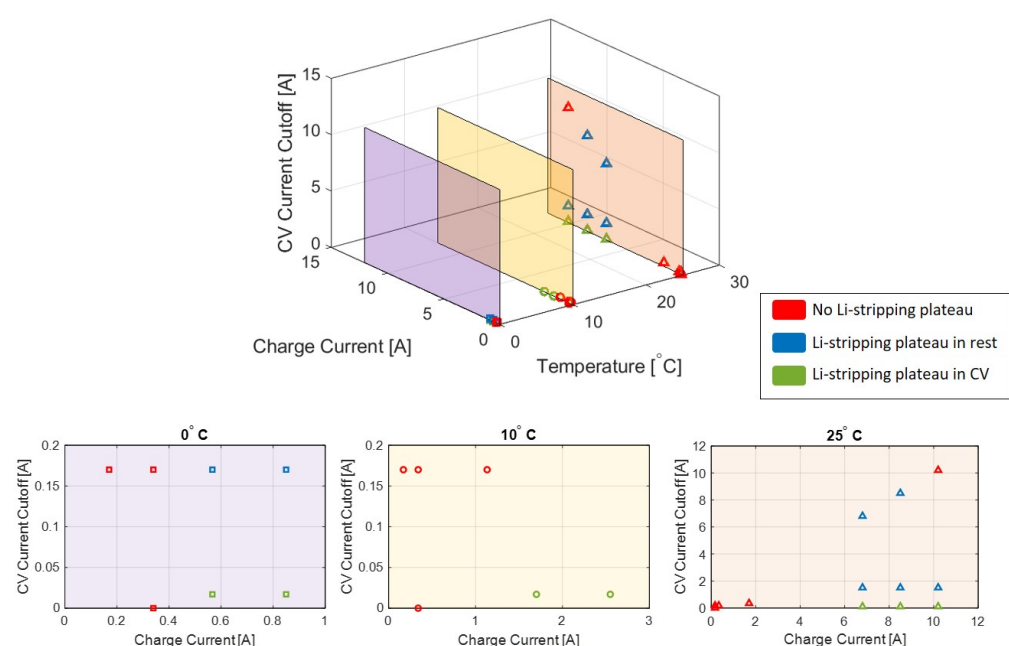 15
10
5
0
CV Current Cutoff [A]
15
10
5
0
Charge Current [A]
0
10
20
30
Temperature [°C]
No Li-stripping plateau
Li-stripping plateau in rest
Li-stripping plateau in CV
0° C
0.2
0.15
0.1
0.05
0
CV Current Cutoff [A]
0 0.2 0.4 0.6 0.8 1
Charge Current [A]
10° C
0.2
0.15
0.1
0.05
0
CV Current Cutoff [A]
0 1 2 3
Charge Current [A]
25° C
12
10
8
6
4
2
0
CV Current Cutoff [A]
0 2 4 6 8 10 12
Charge Current [A]